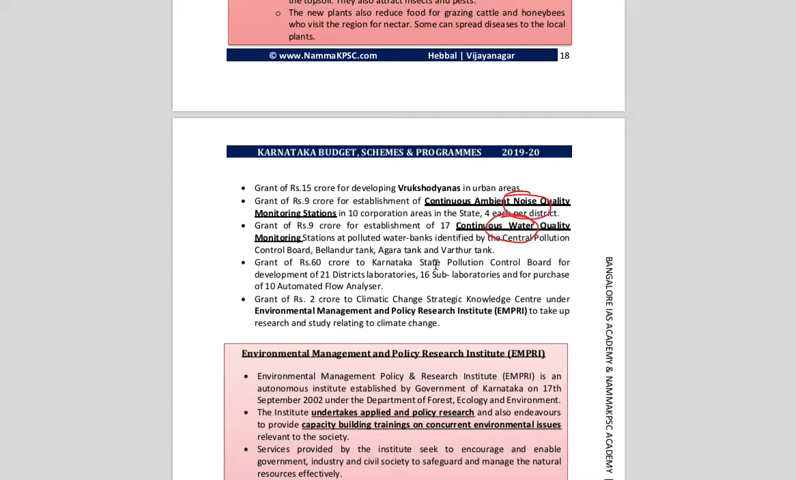 the topsoil. They also attract insects and pests.
o The new plants also reduce food for grazing cattle and honeybees
who visit the region for nectar. Some can spread diseases to the local
plants.
© www.NammaKPSC.com Hebbal | Vijayanagar 18
KARNATAKA BUDGET, SCHEMES & PROGRAMMES 2019-20
• Grant of Rs.15 crore for developing Vrukshodyanas in urban areas.
• Grant of Rs.9 crore for establishment of Continuous Ambient Noise Quality
Monitoring Stations in 10 corporation areas in the State, 4 each per district.
• Grant of Rs.9 crore for establishment of 17 Continuous Water Quality
Monitoring Stations at polluted water-banks identified by the Central Pollution
Control Board, Bellandur tank, Agara tank and Varthur tank.
• Grant of Rs.60 crore to Karnataka State Pollution Control Board for
development of 21 Districts laboratories, 16 Sub- laboratories and for purchase
of 10 Automated Flow Analyser.
• Grant of Rs. 2 crore to Climatic Change Strategic Knowledge Centre under
Environmental Management and Policy Research Institute (EMPRI) to take up
research and study relating to climate change.
Environmental Management and Policy Research Institute (EMPRI)
• Environmental Management Policy & Research Institute (EMPRI) is an
autonomous institute established by Government of Karnataka on 17th
September 2002 under the Department of Forest, Ecology and Environment.
• The Institute undertakes applied and policy research and also endeavours
to provide capacity building trainings on concurrent environmental issues
relevant to the society.
• Services provided by the institute seek to encourage and enable
government, industry and civil society to safeguard and manage the natural
resources effectively.
BANGALORE IAS ACADEMY & NAMMAKPSC ACADEMY |